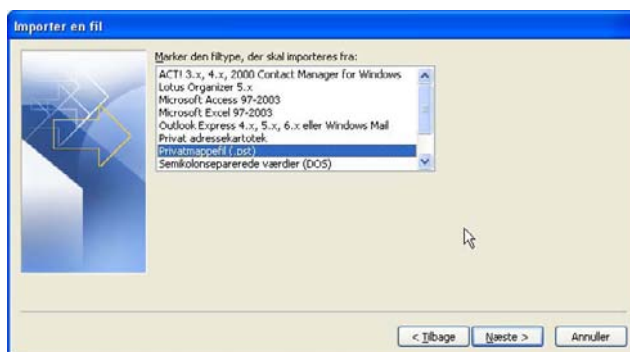 Importer en fil
Marker den filtype, der skal importeres fra:
ACT! 3.x, 4.x, 2000 Contact Manager for Windows
Lotus Organizer 5.x
Microsoft Access 97-2003
Microsoft Excel 97-2003
Outlook Express 4.x, 5.x, 6.x eller Windows Mail
Privat adressekartotek
Privatmappefil (.pst)
Semikolonseparerede værdier (DOS)
< Tilbage Næste > Annuller